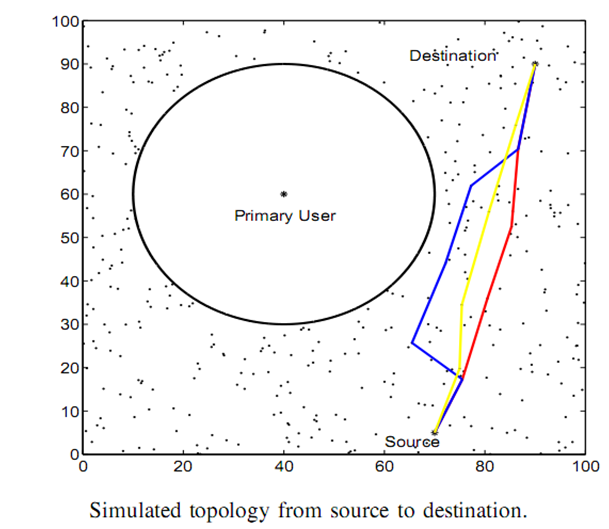 100
90
Destination
80
70
60
Primary User
50
40
30
20
10
Source
0
0 20 40 60 80 100
Simulated topology from source to destination.